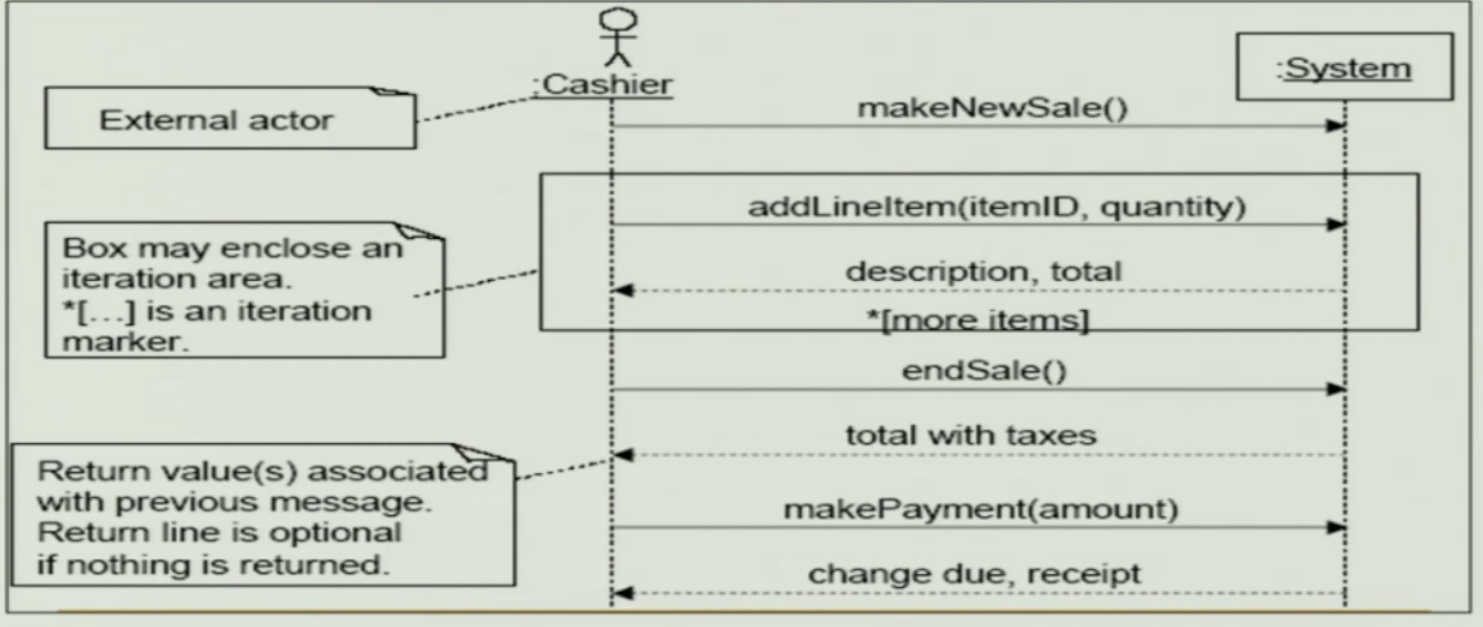 :Cashier
:System
External actor
makeNewSale()
addLineItem(itemID, quantity)
Box may enclose an
iteration area.
*[...] is an iteration
marker.
description, total
*[more items]
endSale()
total with taxes
Return value(s) associated
with previous message.
Return line is optional
if nothing is returned.
makePayment(amount)
change due, receipt